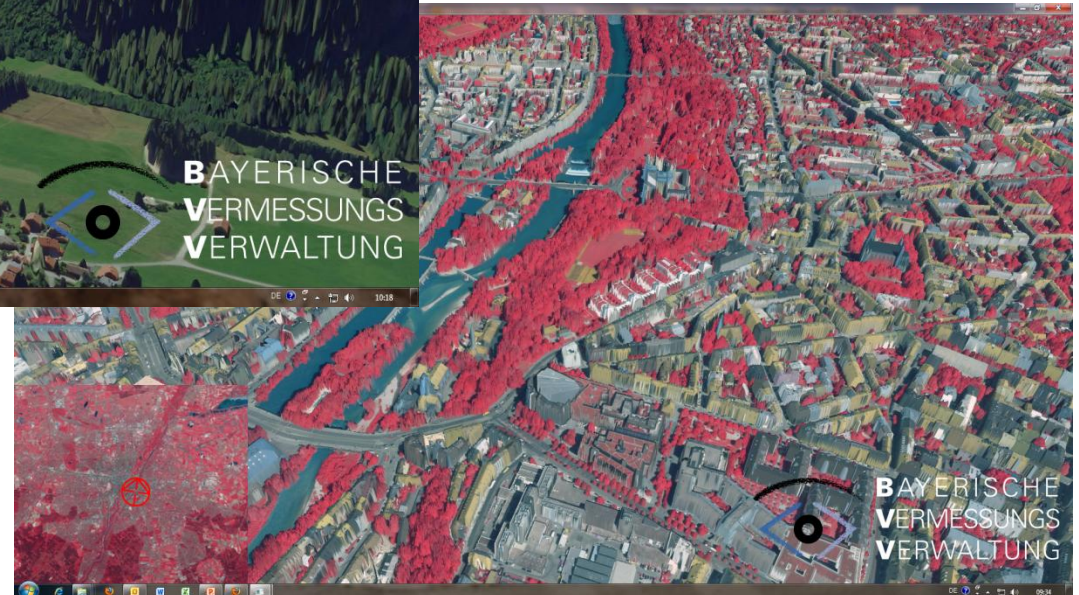 BAYERISCHE
VERMESSUNGS
VERWALTUNG
DE
10:18
BAYERISCHE
VERMESSUNGS
VERWALTUNG
DE
09:34